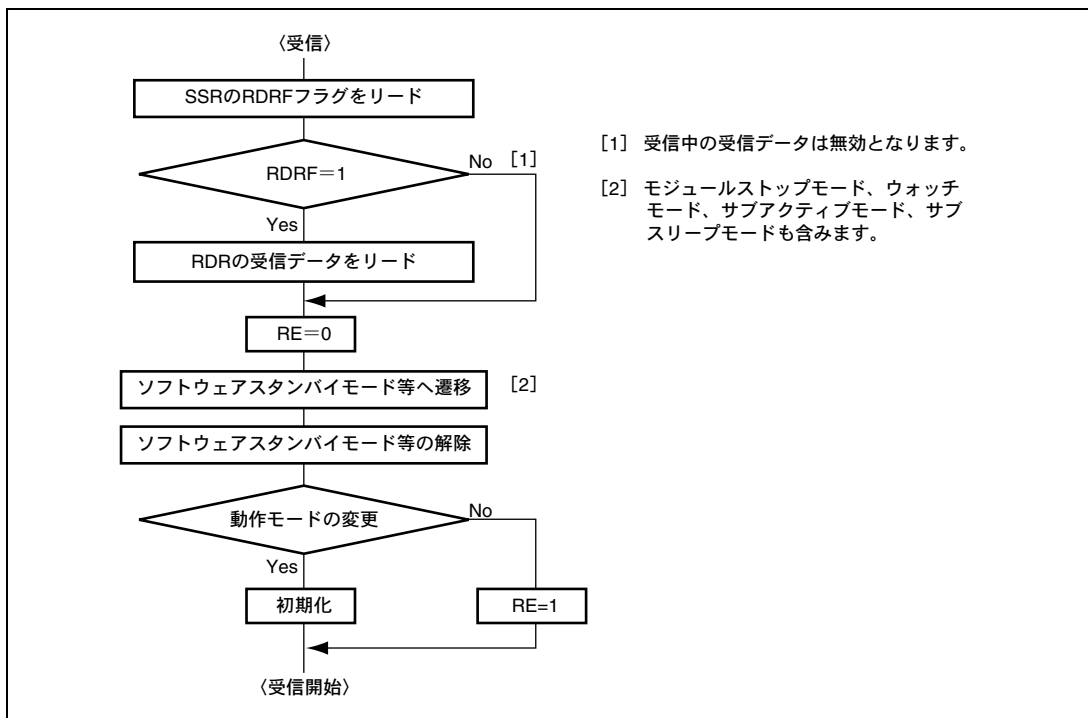 〈受信〉
SSRのRDRFフラグをリード
RDRF＝1
No [1]
Yes
RDRの受信データをリード
RE＝0
ソフトウェアスタンバイモード等へ遷移 [2]
ソフトウェアスタンバイモード等の解除
動作モードの変更
No
Yes
初期化
RE=1
〈受信開始〉
[1] 受信中の受信データは無効となります。
[2] モジュールストップモード、ウォッチ
モード、サブアクティブモード、サブ
スリープモードも含みます。